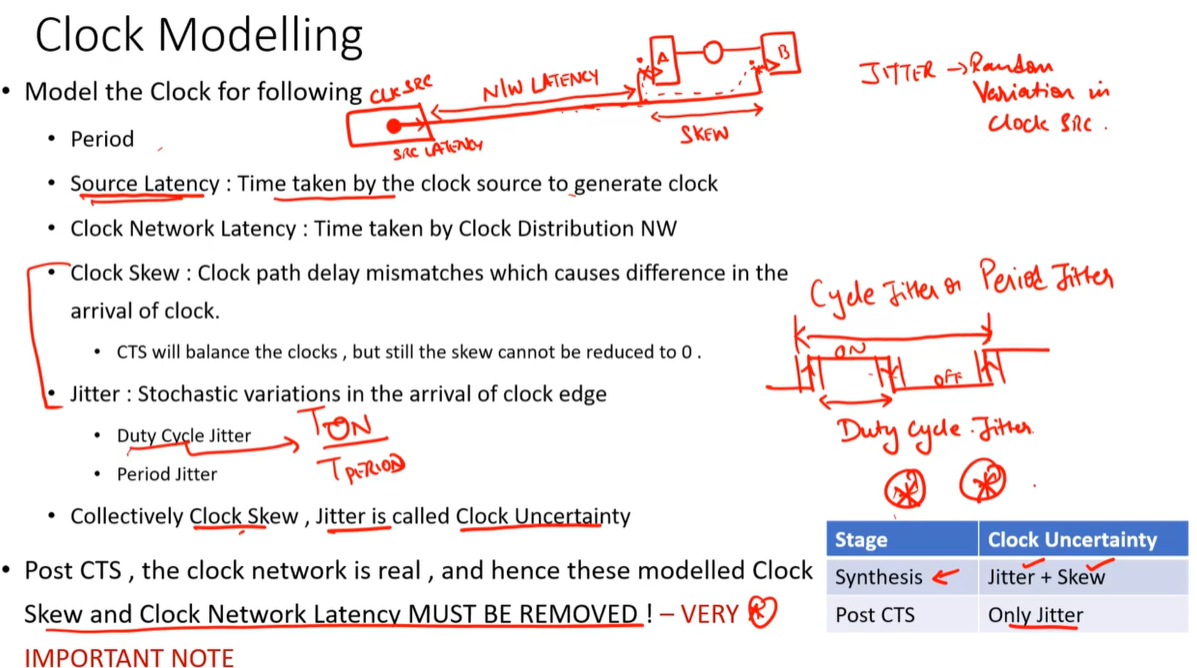 Clock Modelling
• Model the Clock for following
CLK SRC
SRC LATENCY
N/W LATENCY
A
B
SKEW
JITTER → Random
Variation in
Clock SRC.
• Period
• Source Latency : Time taken by the clock source to generate clock
• Clock Network Latency : Time taken by Clock Distribution NW
• Clock Skew : Clock path delay mismatches which causes difference in the
arrival of clock.
• CTS will balance the clocks , but still the skew cannot be reduced to 0 .
• Jitter : Stochastic variations in the arrival of clock edge
• Duty Cycle Jitter
• Period Jitter
TON
TPERIOD
Cycle Jitter or Period Jitter
ON
OFF
Duty Cycle Jitter
• Collectively Clock Skew , Jitter is called Clock Uncertainty
• Post CTS , the clock network is real , and hence these modelled Clock
Skew and Clock Network Latency MUST BE REMOVED ! – VERY
IMPORTANT NOTE
Stage Clock Uncertainty
Synthesis Jitter + Skew
Post CTS Only Jitter